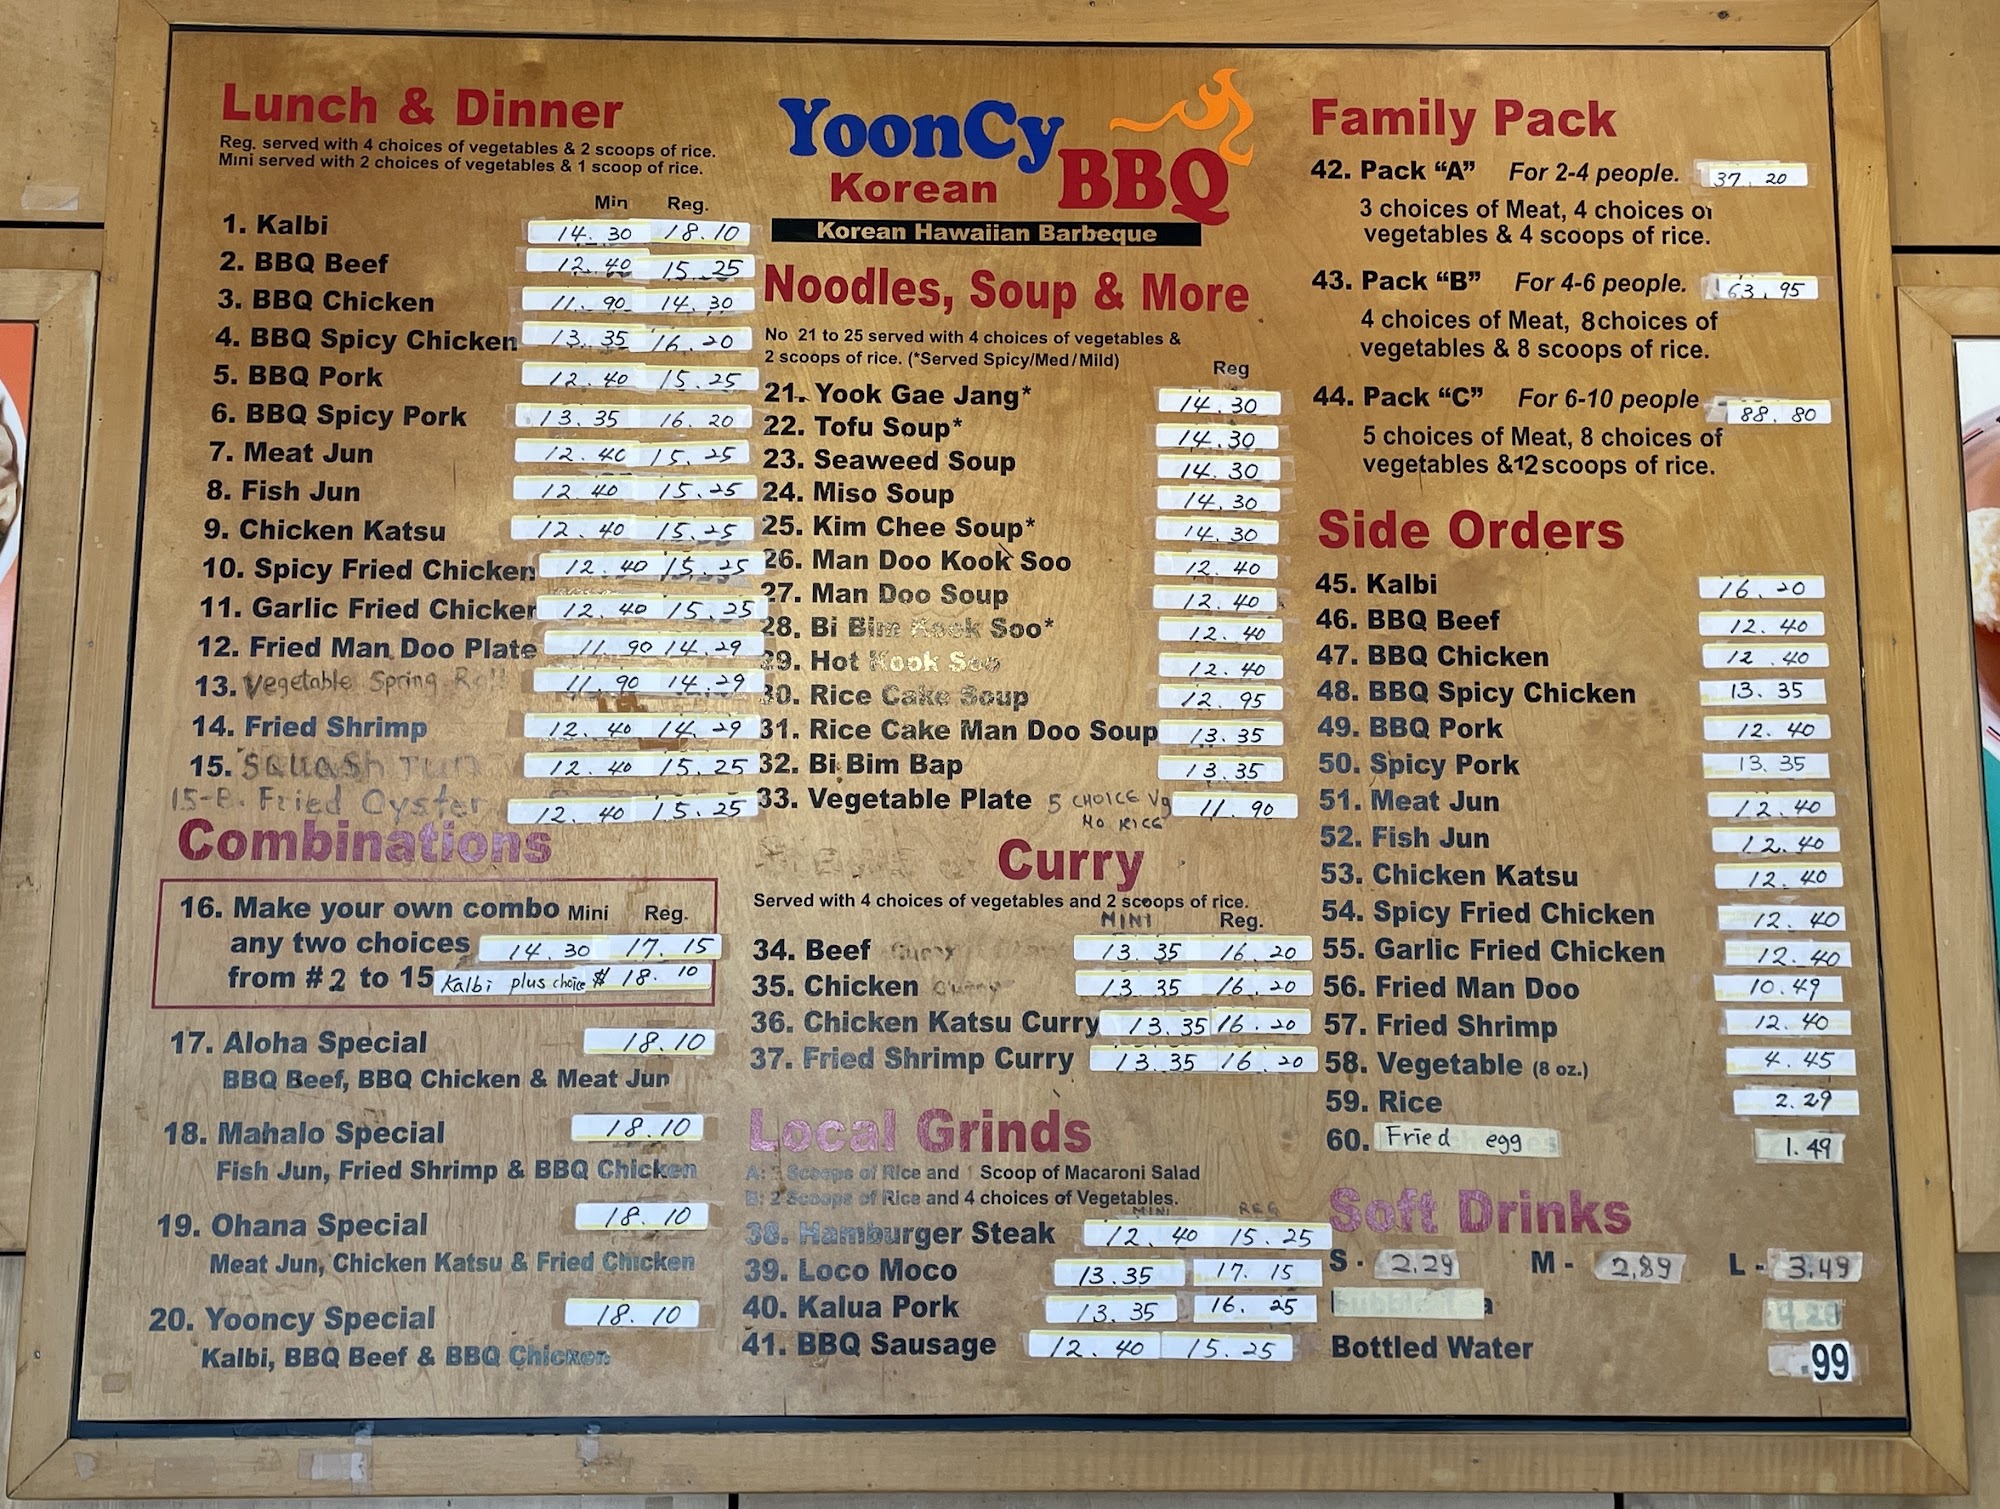 Lunch & Dinner
Reg. served with 4 choices of vegetables & 2 scoops of rice.
Mini served with 2 choices of vegetables & 1 scoop of rice.
Min Reg.
1. Kalbi 14.30 18.10
2. BBQ Beef 12.40 15.25
3. BBQ Chicken 11.90 14.30
4. BBQ Spicy Chicken 13.35 16.20
5. BBQ Pork 12.40 15.25
6. BBQ Spicy Pork 13.35 16.20
7. Meat Jun 12.40 15.25
8. Fish Jun 12.40 15.25
9. Chicken Katsu 12.40 15.25
10. Spicy Fried Chicken 12.40 15.25
11. Garlic Fried Chicken 12.40 15.25
12. Fried Man Doo Plate 11.90 14.29
13. Vegetable Spring Roll 11.90 14.29
14. Fried Shrimp 12.40 14.29
15. SQUASh JUN 12.40 15.25
15-B. Fried Oyster 12.40 15.25
Combinations
16. Make your own combo Mini Reg.
any two choices 14.30 17.15
from #2 to 15 Kalbi plus choice $ 18.10
17. Aloha Special 18.10
BBQ Beef, BBQ Chicken & Meat Jun
18. Mahalo Special 18.10
Fish Jun, Fried Shrimp & BBQ Chicken
19. Ohana Special 18.10
Meat Jun, Chicken Katsu & Fried Chicken
20. Yooncy Special 18.10
Kalbi, BBQ Beef & BBQ Chicken
YoonCy BBQ
Korean
Korean Hawaiian Barbeque
Noodles, Soup & More
No 21 to 25 served with 4 choices of vegetables &
2 scoops of rice. (*Served Spicy/Med/Mild)
Reg
21. Yook Gae Jang* 14.30
22. Tofu Soup* 14.30
23. Seaweed Soup 14.30
24. Miso Soup 14.30
25. Kim Chee Soup* 14.30
26. Man Doo Kook Soo 12.40
27. Man Doo Soup 12.40
28. Bi Bim Kook Soo* 12.40
29. Hot Kook Soo 12.40
30. Rice Cake Soup 12.95
31. Rice Cake Man Doo Soup 13.35
32. Bi Bim Bap 13.35
33. Vegetable Plate 5 CHOICE Vg 11.90
NO RICE
Curry
Served with 4 choices of vegetables and 2 scoops of rice.
MINI Reg.
34. Beef Curry 13.35 16.20
35. Chicken Curry 13.35 16.20
36. Chicken Katsu Curry 13.35 16.20
37. Fried Shrimp Curry 13.35 16.20
Local Grinds
A: Scoops of Rice and 1 Scoop of Macaroni Salad
B: 2 Scoops of Rice and 4 choices of Vegetables.
MINI REG
38. Hamburger Steak 12.40 15.25
39. Loco Moco 13.35 17.15
40. Kalua Pork 13.35 16.25
41. BBQ Sausage 12.40 15.25
Family Pack
42. Pack "A" For 2-4 people. 37.20
3 choices of Meat, 4 choices of
vegetables & 4 scoops of rice.
43. Pack "B" For 4-6 people. 63.95
4 choices of Meat, 8 choices of
vegetables & 8 scoops of rice.
44. Pack "C" For 6-10 people 88.80
5 choices of Meat, 8 choices of
vegetables & 12 scoops of rice.
Side Orders
45. Kalbi 16.20
46. BBQ Beef 12.40
47. BBQ Chicken 12.40
48. BBQ Spicy Chicken 13.35
49. BBQ Pork 12.40
50. Spicy Pork 13.35
51. Meat Jun 12.40
52. Fish Jun 12.40
53. Chicken Katsu 12.40
54. Spicy Fried Chicken 12.40
55. Garlic Fried Chicken 12.40
56. Fried Man Doo 10.49
57. Fried Shrimp 12.40
58. Vegetable (8 oz.) 4.45
59. Rice 2.29
60. Fried egg 1.49
Soft Drinks
S - 2.29 M - 2.89 L - 3.49
Bottled Water .99